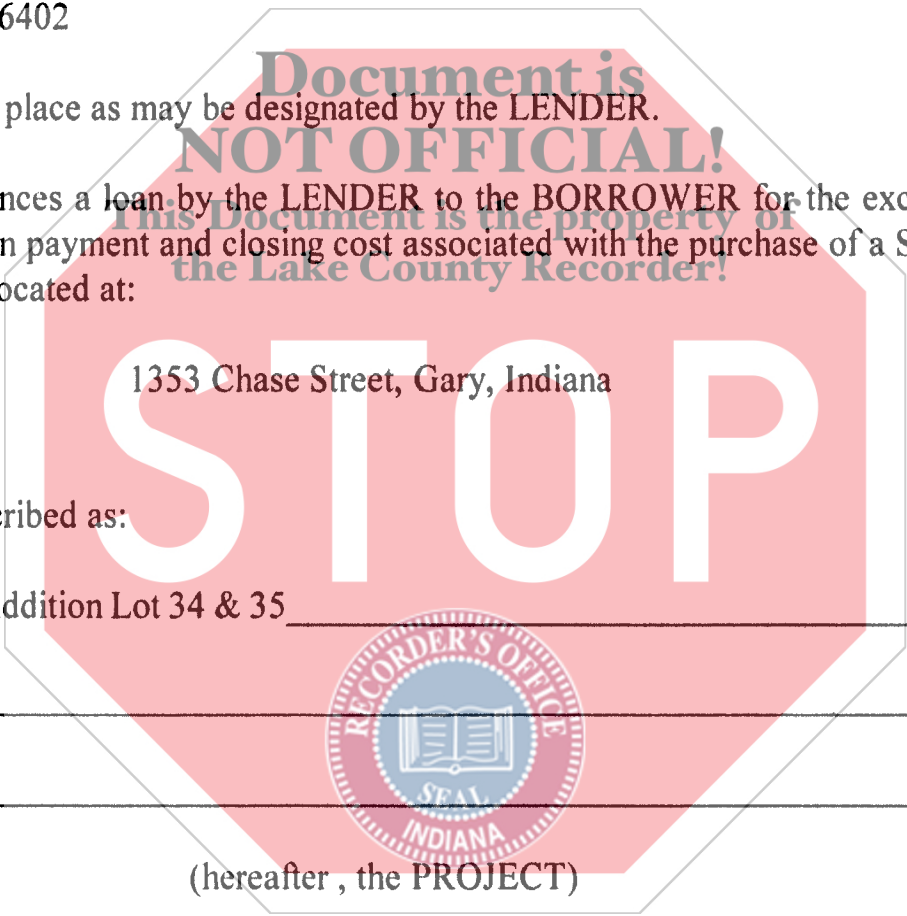 6402
Document is
place as may be designated by the LENDER.
NOT OFFICIAL!
nces a loan by the LENDER to the BORROWER for the exc
This Document is the property of
n payment and closing cost associated with the purchase of a S
the Lake County Recorder!
ocated at:
STOP
1353 Chase Street, Gary, Indiana
cribed as:
ddition Lot 34 & 35
RECORDER'S OFFICE
SEAL
INDIANA
(hereafter , the PROJECT)